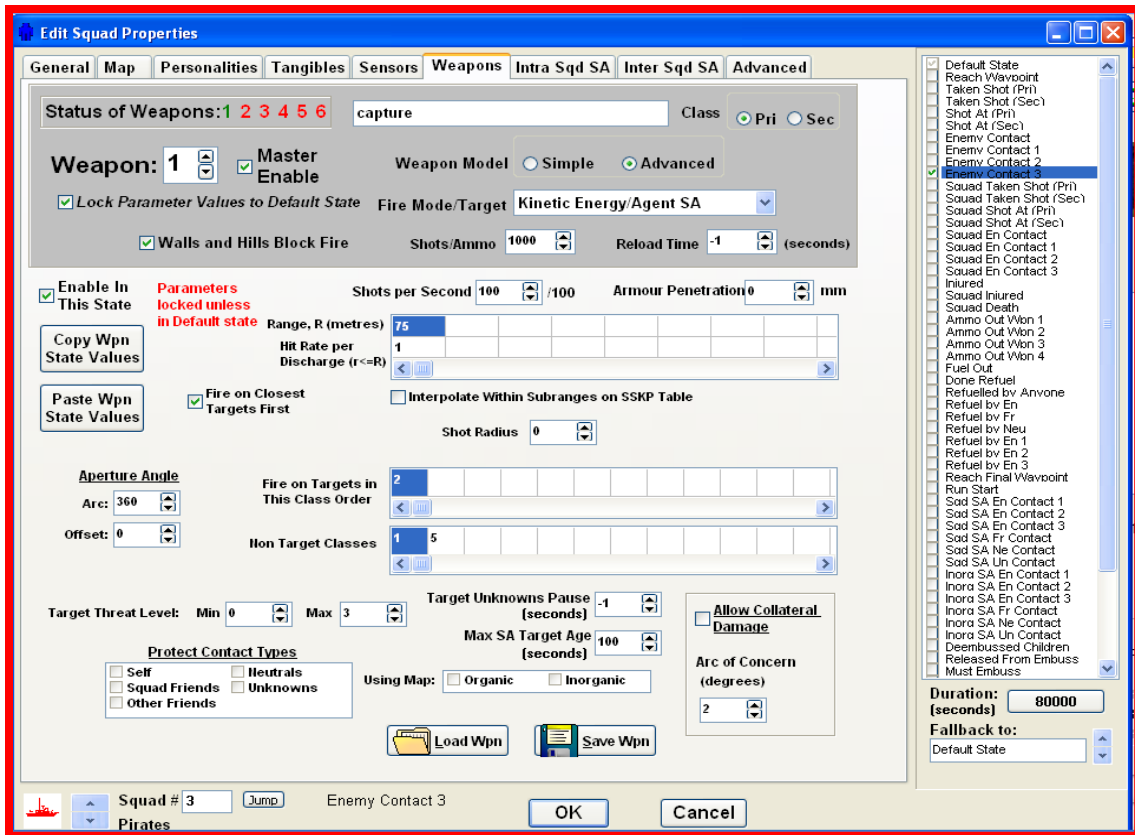 Edit Squad Properties
General Map Personalities Tangibles Sensors Weapons Intra Sqd SA Inter Sqd SA Advanced
Status of Weapons:1 2 3 4 5 6 capture Class Pri Sec
Weapon: 1 Master Enable Weapon Model Simple Advanced
Lock Parameter Values to Default State Fire Mode/Target Kinetic Energy/Agent SA
Walls and Hills Block Fire Shots/Ammo 1000 Reload Time -1 (seconds)
Enable In This State
Parameters locked unless in Default state
Shots per Second 100 /100 Armour Penetration 0 mm
Copy Wpn State Values
Range, R (metres) 75
Hit Rate per Discharge (r<=R) 1
Paste Wpn State Values
Fire on Closest Targets First
Interpolate Within Subranges on SSKP Table
Shot Radius 0
Aperture Angle
Arc: 360
Offset: 0
Fire on Targets in This Class Order 2
Non Target Classes 1 5
Target Threat Level: Min 0 Max 3
Target Unknowns Pause (seconds) -1
Max SA Target Age (seconds) 100
Allow Collateral Damage
Arc of Concern (degrees)
2
Protect Contact Types
Self Neutrals
Squad Friends Unknowns
Other Friends
Using Map: Organic Inorganic
Load Wpn Save Wpn
Squad # 3 Jump Enemy Contact 3
Pirates
OK Cancel
Default State
Reach Waypoint
Taken Shot (Pri)
Taken Shot (Sec)
Shot At (Pri)
Shot At (Sec)
Enemy Contact
Enemy Contact 1
Enemy Contact 2
Enemy Contact 3
Squad Taken Shot (Pri)
Squad Taken Shot (Sec)
Squad Shot At (Pri)
Squad Shot At (Sec)
Squad En Contact
Squad En Contact 1
Squad En Contact 2
Squad En Contact 3
Injured
Squad Injured
Squad Death
Ammo Out Wpn 1
Ammo Out Wpn 2
Ammo Out Wpn 3
Ammo Out Wpn 4
Fuel Out
Done Refuel
Refuelled by Anyone
Refuel by En
Refuel by Fr
Refuel by Neu
Refuel by En 1
Refuel by En 2
Refuel by En 3
Reach Final Waypoint
Run Start
Sqd SA En Contact 1
Sqd SA En Contact 2
Sqd SA En Contact 3
Sqd SA Fr Contact
Sqd SA Ne Contact
Sqd SA Un Contact
Inorg SA En Contact 1
Inorg SA En Contact 2
Inorg SA En Contact 3
Inorg SA Fr Contact
Inorg SA Ne Contact
Inorg SA Un Contact
Deembussed Children
Released From Embuss
Must Embuss
Duration: (seconds) 80000
Fallback to:
Default State